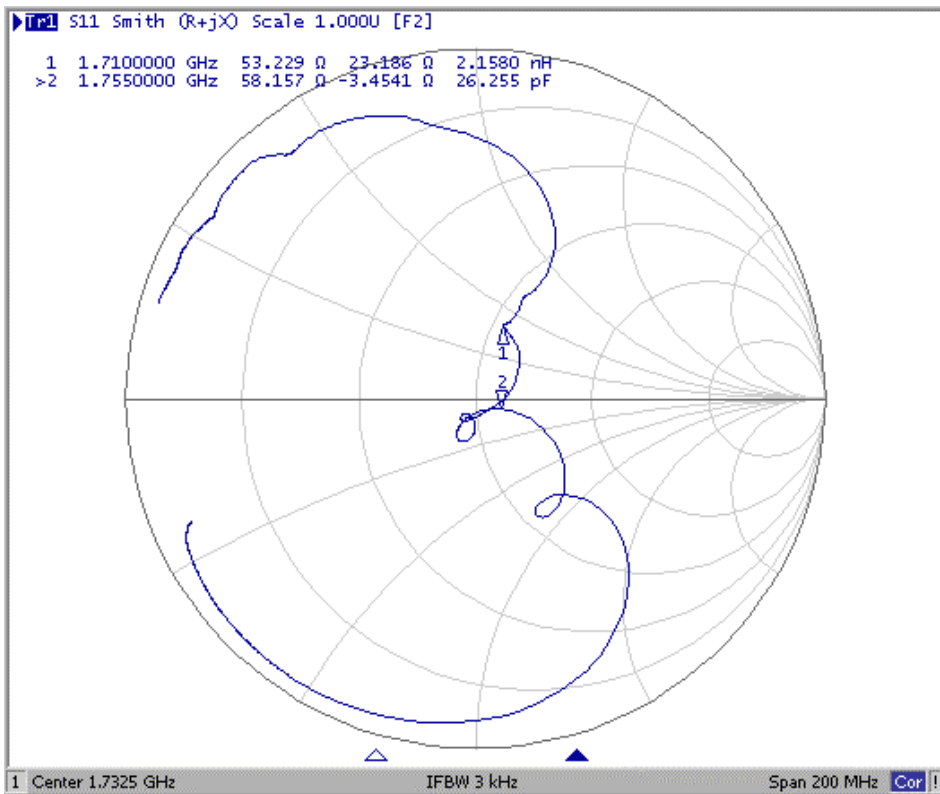 Tr1 S11 Smith (R+jX) Scale 1.000U [F2]
1 1.7100000 GHz 53.229 Ω 23.186 Ω 2.1580 nH
>2 1.7550000 GHz 58.157 Ω -3.4541 Ω 26.255 pF
1
2
1 Center 1.7325 GHz IFBW 3 kHz Span 200 MHz Cor !